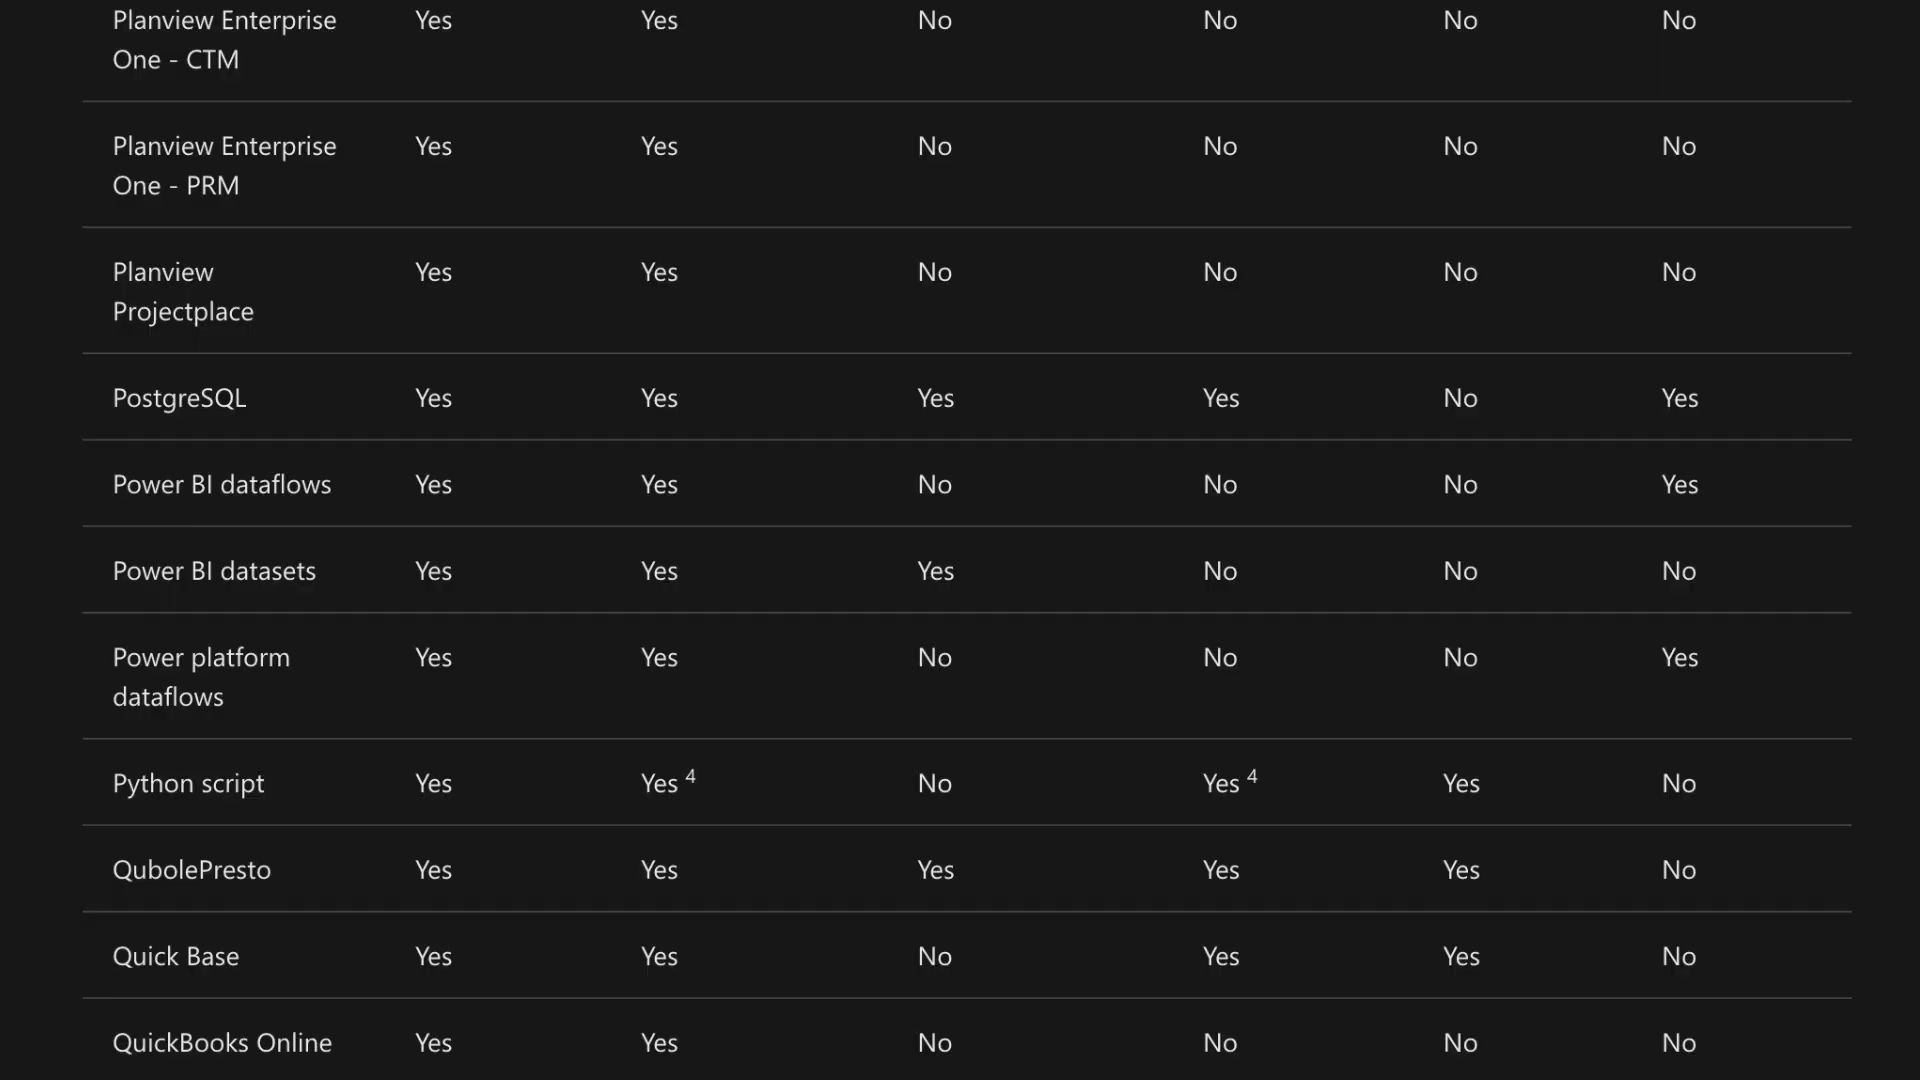 Planview Enterprise Yes Yes No No No No
One - CTM
Planview Enterprise Yes Yes No No No No
One - PRM
Planview Yes Yes No No No No
Projectplace
PostgreSQL Yes Yes Yes Yes No Yes
Power BI dataflows Yes Yes No No No Yes
Power BI datasets Yes Yes Yes No No No
Power platform Yes Yes No No No Yes
dataflows
Python script Yes Yes 4 No Yes 4 Yes No
QubolePresto Yes Yes Yes Yes Yes No
Quick Base Yes Yes No Yes Yes No
QuickBooks Online Yes Yes No No No No